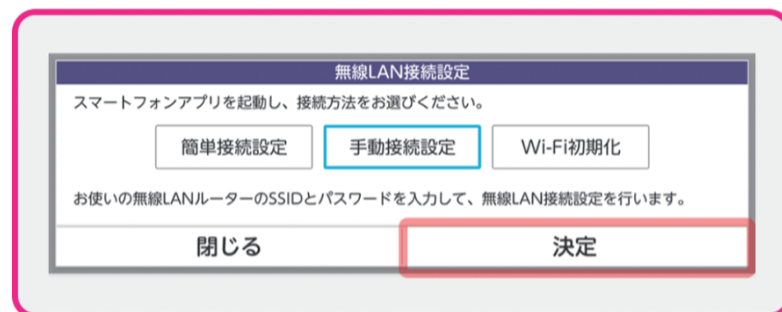 無線LAN接続設定
スマートフォンアプリを起動し、接続方法をお選びください。
簡単接続設定 手動接続設定 Wi-Fi初期化
お使いの無線LANルーターのSSIDとパスワードを入力して、無線LAN接続設定を行います。
閉じる 決定